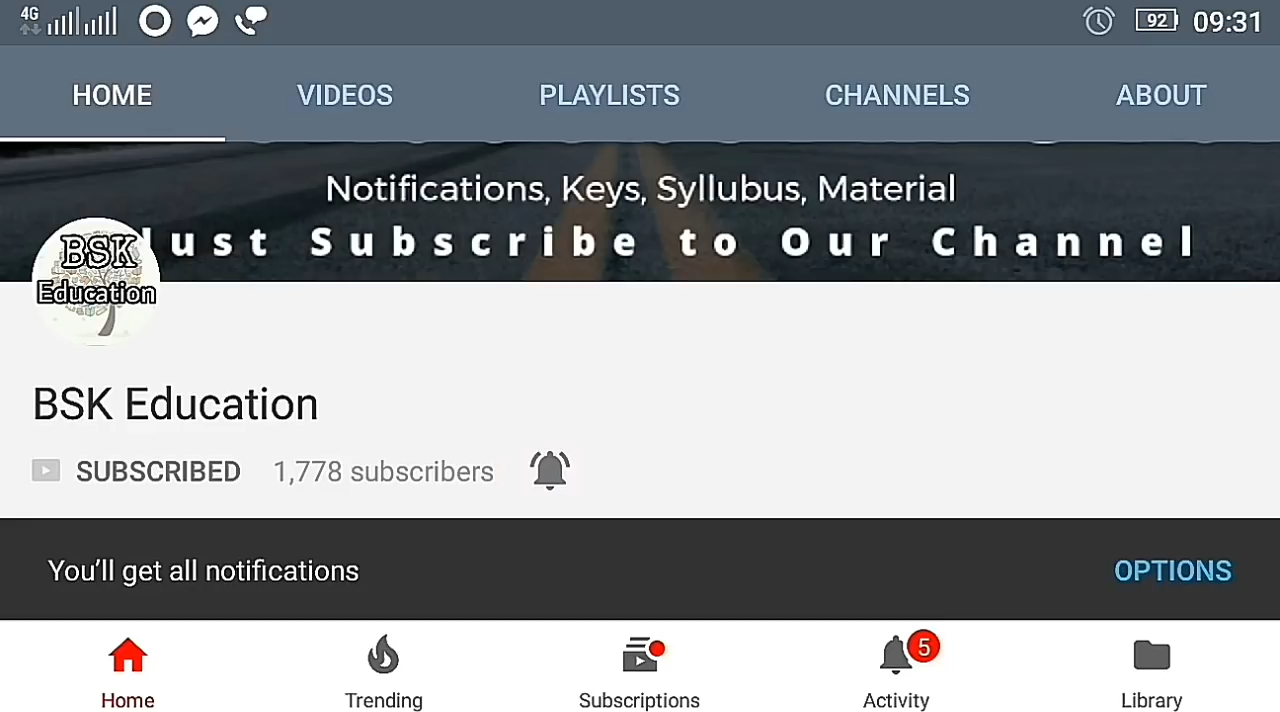 4G 92 09:31
HOME VIDEOS PLAYLISTS CHANNELS ABOUT
Notifications, Keys, Syllubus, Material
Just Subscribe to Our Channel
BSK
Education
BSK Education
SUBSCRIBED 1,778 subscribers
You'll get all notifications OPTIONS
5
Home Trending Subscriptions Activity Library